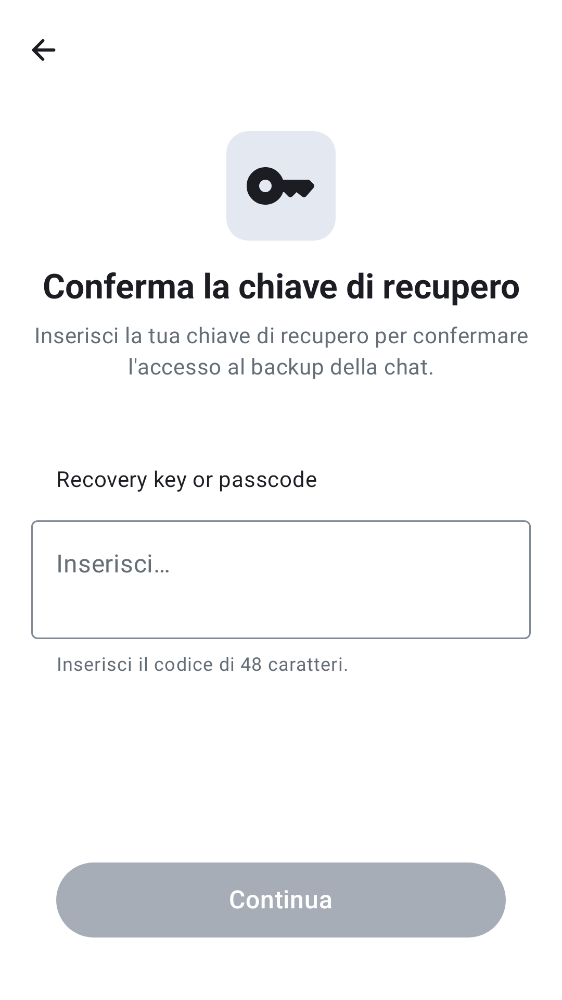 Conferma la chiave di recupero
Inserisci la tua chiave di recupero per confermare
l'accesso al backup della chat.
Recovery key or passcode
Inserisci…
Inserisci il codice di 48 caratteri.
Continua